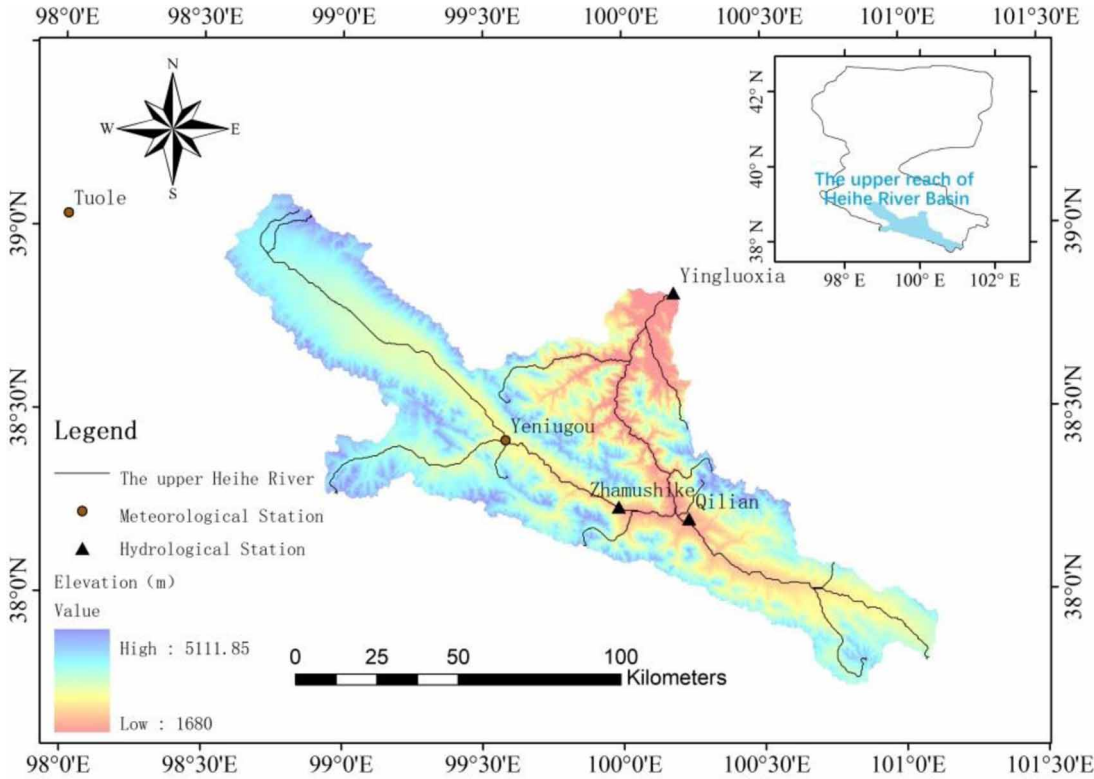 98°0'E 98°30'E 99°0'E 99°30'E 100°0'E 100°30'E 101°0'E 101°30'E
N
W E
S
Tuole
39°0'N
39°0'N
42° N
40° N
38° N
The upper reach of
Heihe River Basin
98° E 100° E 102° E
Yingluoxia
38°30'N
38°30'N
Yeniugou
Zhamushike
Qilian
Legend
The upper Heihe River
Meteorological Station
Hydrological Station
Elevation (m)
Value
High : 5111.85
Low : 1680
38°0'N
38°0'N
0 25 50 100
Kilometers
98°0'E 98°30'E 99°0'E 99°30'E 100°0'E 100°30'E 101°0'E 101°30'E